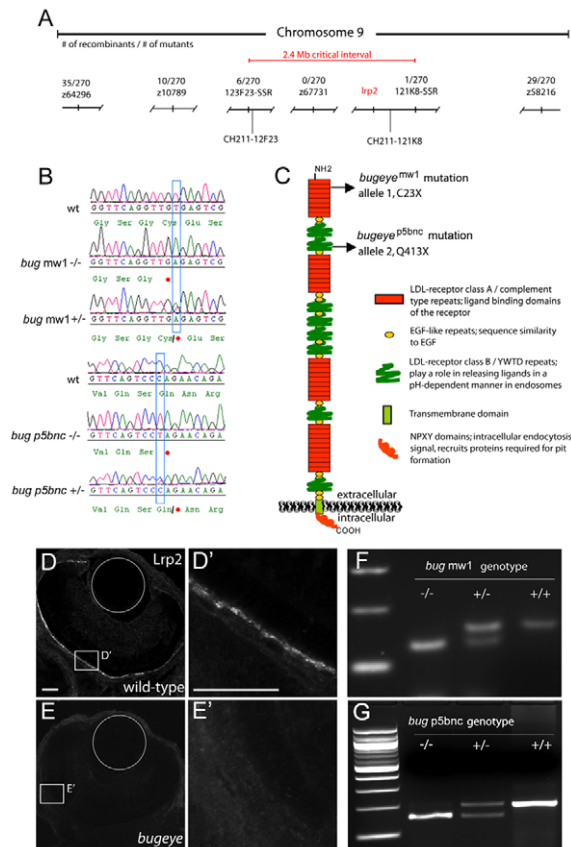 A
Chromosome 9
# of recombinants / # of mutants
2.4 Mb critical interval
35/270
z64296
10/270
z10789
6/270
123F23-SSR
0/270
z67731
lrp2
1/270
121K8-SSR
29/270
z58216
CH211-12F23
CH211-121K8
B
wt
GGTTCAGGTTGTGAGTCG
Gly Ser Gly Cys Glu Ser
bug mw1 -/-
GGTTCAGGTTGAGAGTCG
Gly Ser Gly *
bug mw1+/-
GGTTCAGGTTGAGAGTCG
Gly Ser Gly Cys/* Glu Ser
wt
GTTCAGTCCCAGAACAGA
Val Gln Ser Gln Asn Arg
bug p5bnc -/-
GTTCAGTCCTAGAACAGA
Val Gln Ser *
bug p5bnc +/-
GTTCAGTCCCAGAACAGA
Val Gln Ser Gln/* Asn Arg
C
NH2
bugeye mw1 mutation
allele 1, C23X
bugeye p5bnc mutation
allele 2, Q413X
LDL-receptor class A / complement
type repeats; ligand binding domains
of the receptor
EGF-like repeats; sequence similarity
to EGF
LDL-receptor class B / YWTD repeats;
play a role in releasing ligands in a
pH-dependent manner in endosomes
Transmembrane domain
NPXY domains; intracellular endocytosis
signal, recruits proteins required for pit
formation
extracellular
intracellular
COOH
D
Lrp2
D'
wild-type
D'
E
E'
bugeye
E'
F
bug mw1 genotype
-/- +/- +/+
G
bug p5bnc genotype
-/- +/- +/+